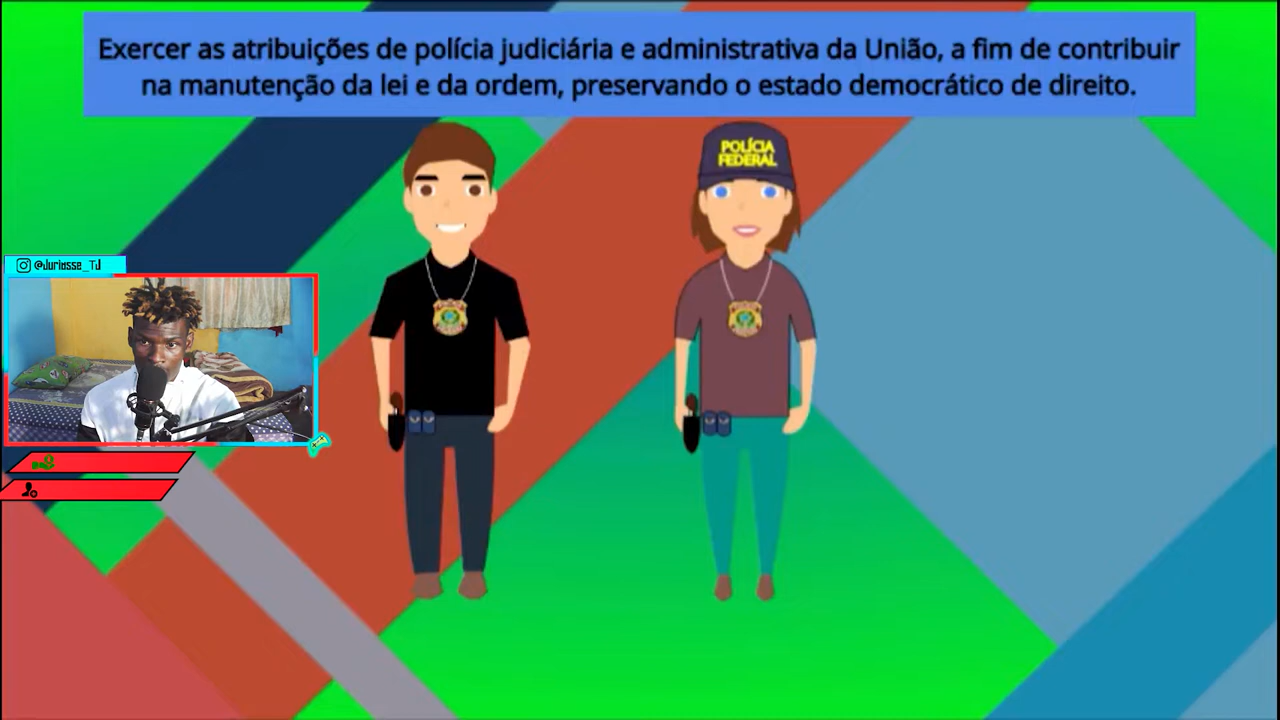 Exercer as atribuições de polícia judiciária e administrativa da União, a fim de contribuir
na manutenção da lei e da ordem, preservando o estado democrático de direito.
POLÍCIA
FEDERAL
@Juriosse_TJ